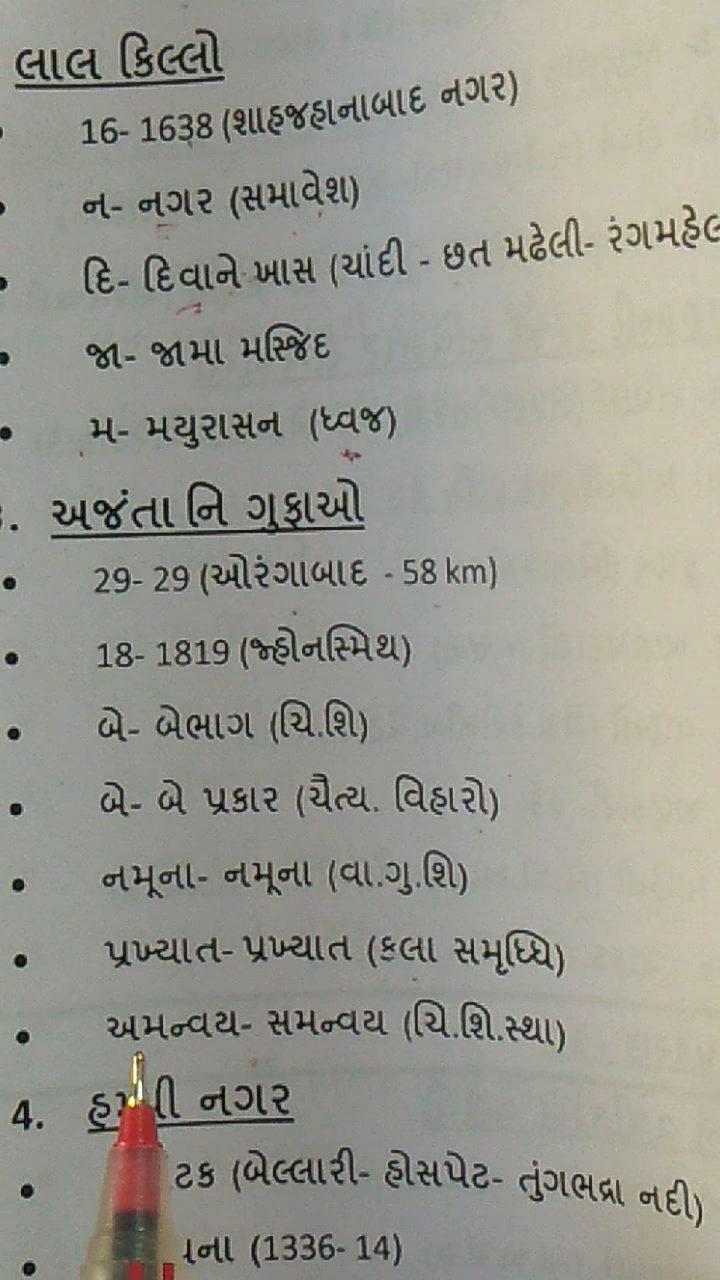 લાલ કિલ્લો
16- 1638 (શાહજહાનાબાદ નગર)
ન- નગર (સમાવેશ)
દિ- દિવાને ખાસ (ચાંદી - છત મઢેલી- રંગમહેલ
જા- જામા મસ્જિદ
મ- મયુરાસન (ધ્વજ)
. અજંતા નિ ગુફાઓ
• 29- 29 (ઓરંગાબાદ - 58 km)
• 18- 1819 (જ્હોનસ્મિથ)
• બે- બેભાગ (ચિ.શિ)
• બે- બે પ્રકાર (ચૈત્ય. વિહારો)
• નમૂના- નમૂના (વા.ગુ.શિ)
• પ્રખ્યાત- પ્રખ્યાત (કલા સમૃધ્ધિ)
• અમન્વય- સમન્વય (ચિ.શિ.સ્થા)
4. નગર
• ટક (બેલ્લારી- હોસપેટ- તુંગભદ્રા નદી)
• ના (1336- 14)